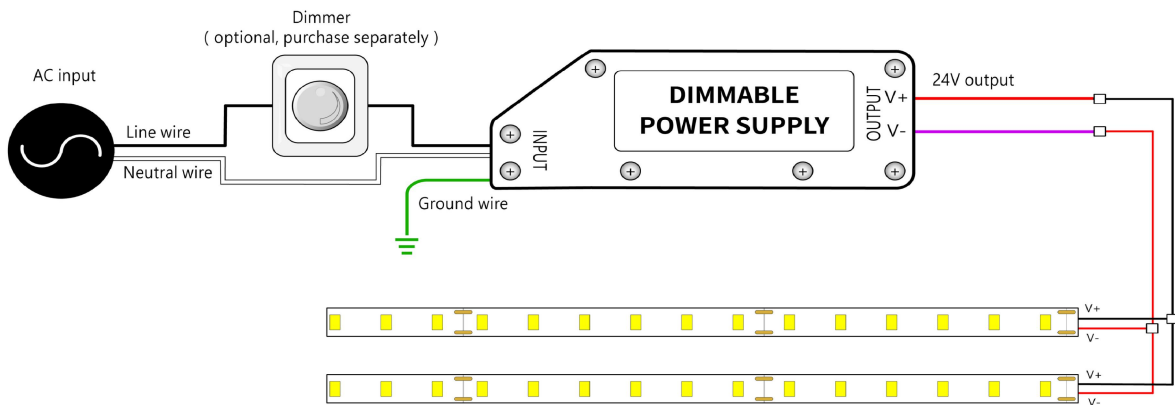 Dimmer
( optional, purchase separately )
AC input
Line wire
Neutral wire
Ground wire
INPUT
DIMMABLE
POWER SUPPLY
OUTPUT
V+
V-
24V output
V+
V-
V+
V-